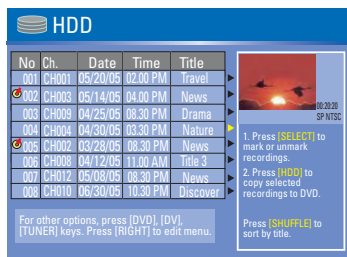 HDD
No Ch. Date Time Title
001 CH001 05/20/05 02.00 PM Travel
002 CH003 05/14/05 04.00 PM News
003 CH009 04/25/05 08.30 PM Drama
004 CH004 04/30/05 03.30 PM Nature
005 CH002 03/28/05 08.30 PM News
006 CH008 04/12/05 11.00 AM Title 3
007 CH012 05/08/05 08.30 PM News
008 CH010 06/30/05 10.30 PM Discover
00:20:20
SP NTSC
1. Press [SELECT] to
mark or unmark
recordings.
2. Press [HDD] to
copy selected
recordings to DVD.
Press [SHUFFLE] to
sort by title.
For other options, press [DVD], [DV],
[TUNER] keys. Press [RIGHT] to edit menu.